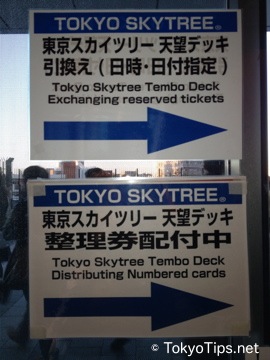 TOKYO SKYTREE®
東京スカイツリー 天望デッキ
引換え ( 日時・日付指定 )
Tokyo Skytree Tembo Deck
Exchanging reserved tickets
TOKYO SKYTREE®
東京スカイツリー 天望デッキ
整理券配付中
Tokyo Skytree Tembo Deck
Distributing Numbered cards
© TokyoTips.net